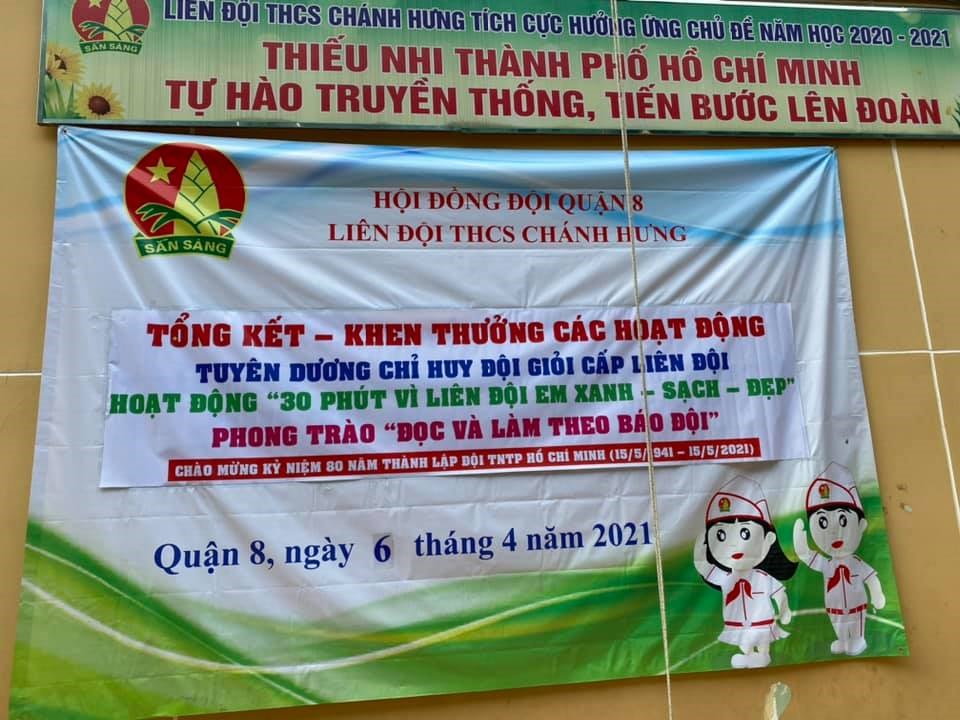 LIÊN ĐỘI THCS CHÁNH HƯNG TÍCH CỰC HƯỞNG ỨNG CHỦ ĐỀ NĂM HỌC 2020 - 2021
SẴN SÀNG
THIẾU NHI THÀNH PHỐ HỒ CHÍ MINH
TỰ HÀO TRUYỀN THỐNG, TIẾN BƯỚC LÊN ĐOÀN
SẴN SÀNG
HỘI ĐỒNG ĐỘI QUẬN 8
LIÊN ĐỘI THCS CHÁNH HƯNG
TỔNG KẾT – KHEN THƯỞNG CÁC HOẠT ĐỘNG
TUYÊN DƯƠNG CHỈ HUY ĐỘI GIỎI CẤP LIÊN ĐỘI
HOẠT ĐỘNG "30 PHÚT VÌ LIÊN ĐỘI EM XANH – SẠCH – ĐẸP"
PHONG TRÀO "ĐỌC VÀ LÀM THEO BÁO ĐỘI"
CHÀO MỪNG KỶ NIỆM 80 NĂM THÀNH LẬP ĐỘI TNTP HỒ CHÍ MINH (15/5/1941 – 15/5/2021)
Quận 8, ngày 6 tháng 4 năm 2021